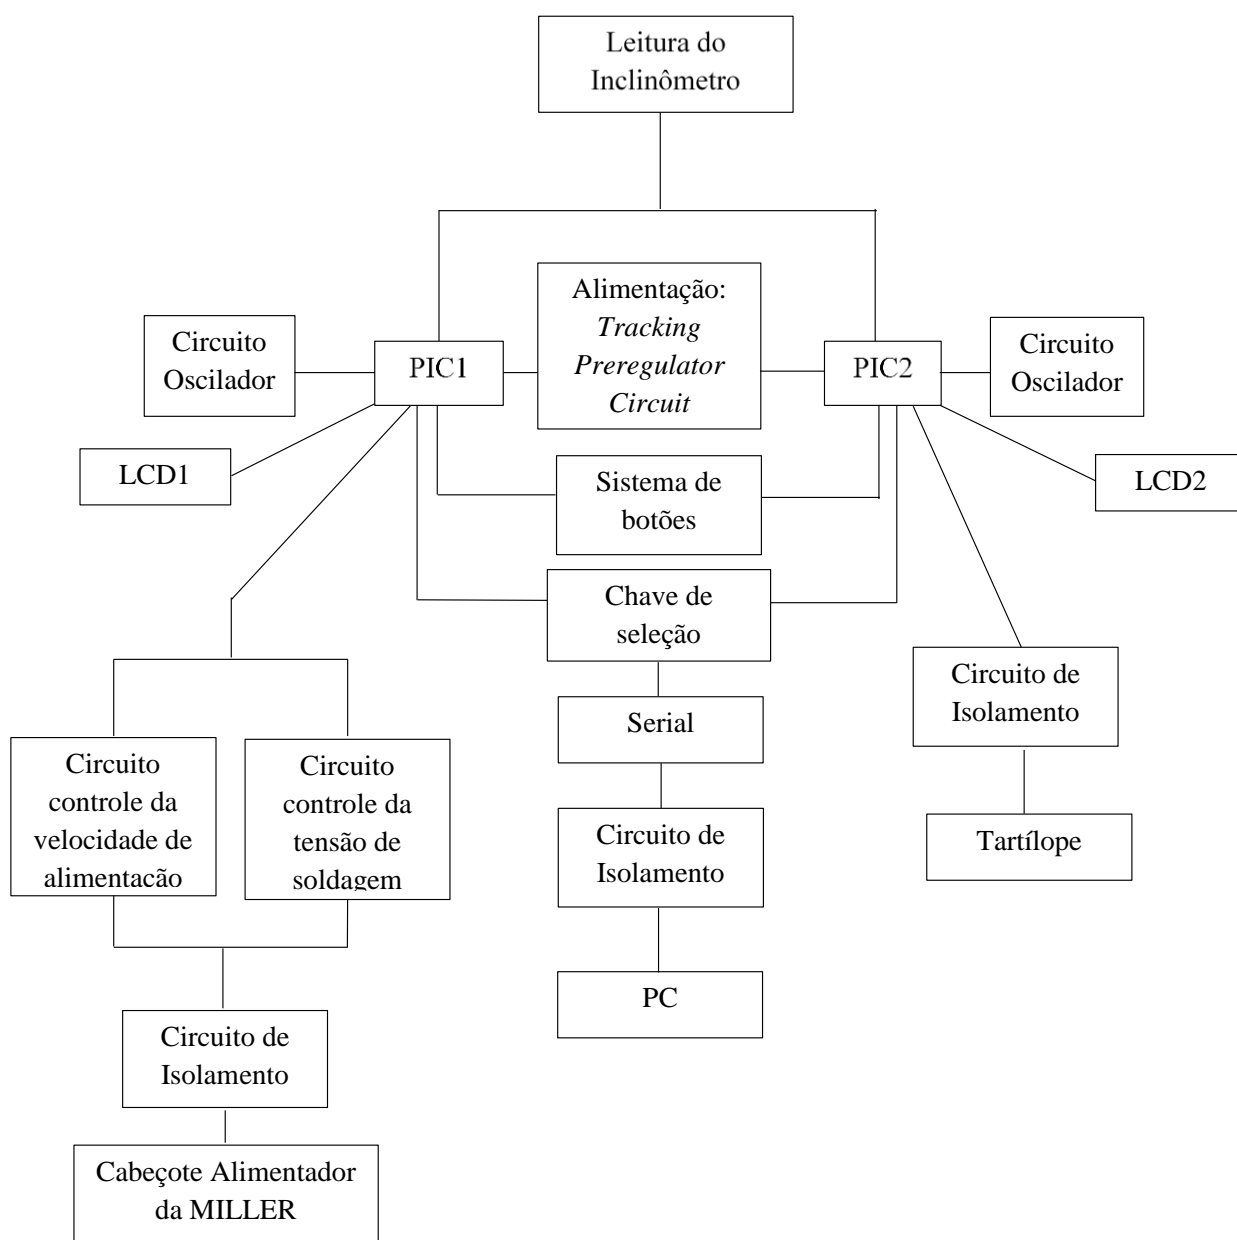 Leitura do
Inclinômetro
Alimentação:
Tracking
Preregulator
Circuit
Circuito
Oscilador
PIC1
PIC2
Circuito
Oscilador
LCD1
Sistema de
botões
LCD2
Chave de
seleção
Circuito de
Isolamento
Serial
Circuito
controle da
velocidade de
alimentação
Circuito
controle da
tensão de
soldagem
Circuito de
Isolamento
Tartílope
PC
Circuito de
Isolamento
Cabeçote Alimentador
da MILLER